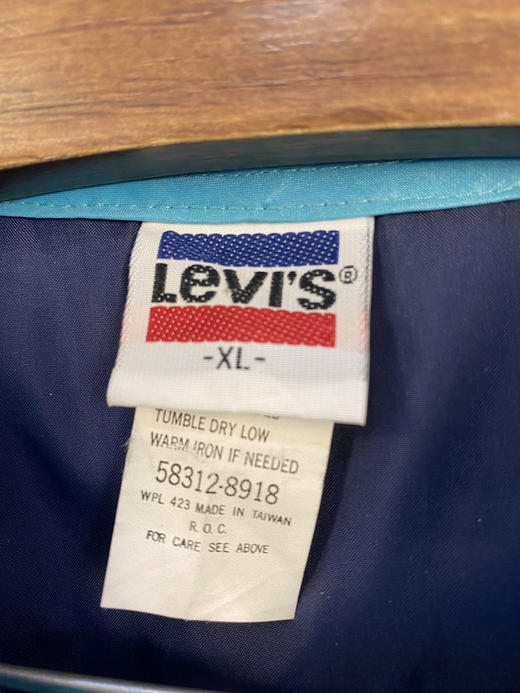 LEVI'S®
-XL-
TUMBLE DRY LOW
WARM IRON IF NEEDED
58312-8918
WPL 423 MADE IN TAIWAN
R.O.C.
FOR CARE SEE ABOVE